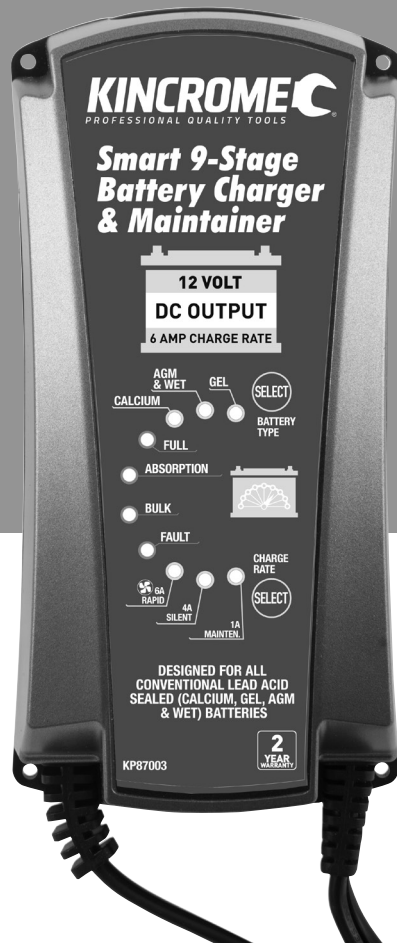 KINCROME
PROFESSIONAL QUALITY TOOLS
®
Smart 9-Stage
Battery Charger
& Maintainer
12 VOLT
DC OUTPUT
6 AMP CHARGE RATE
AGM
& WET
GEL
CALCIUM
SELECT
BATTERY
TYPE
FULL
ABSORPTION
BULK
FAULT
CHARGE
RATE
6A
RAPID
4A
SILENT
1A
MAINTEN.
SELECT
DESIGNED FOR ALL
CONVENTIONAL LEAD ACID
SEALED (CALCIUM, GEL, AGM
& WET) BATTERIES
KP87003
2
YEAR
WARRANTY